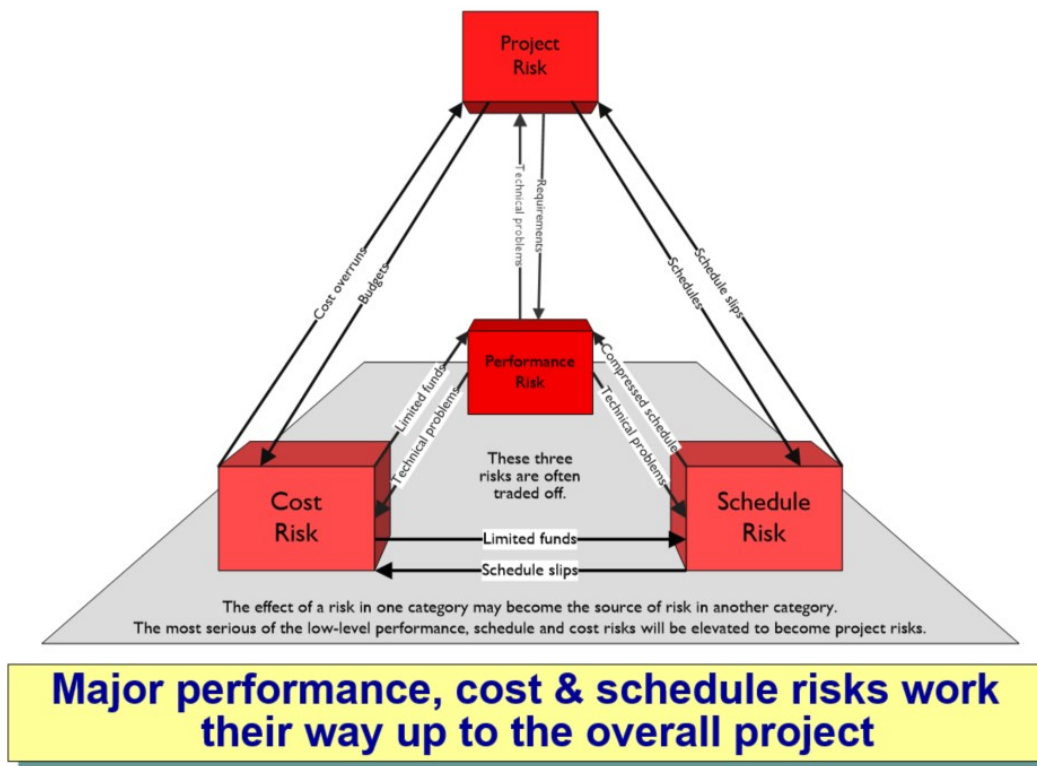 Project
Risk
Technical problems
Requirements
Cost overruns
Budgets
Schedules
Schedule slips
Performance
Risk
Limited funds
Technical problems
Compressed schedule
Technical problems
These three
risks are often
traded off.
Cost
Risk
Schedule
Risk
Limited funds
Schedule slips
The effect of a risk in one category may become the source of risk in another category.
The most serious of the low-level performance, schedule and cost risks will be elevated to become project risks.
Major performance, cost & schedule risks work
their way up to the overall project